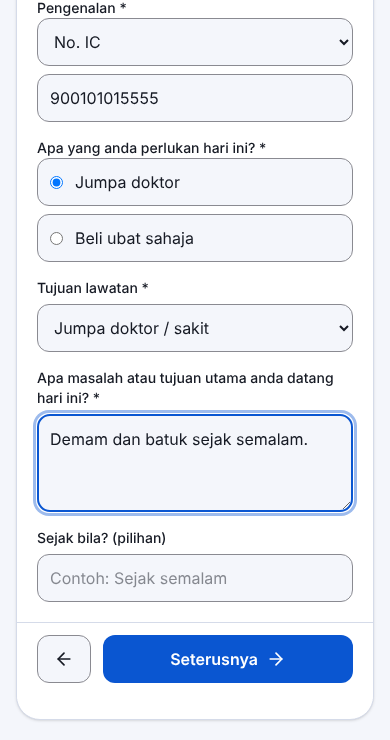 Pengenalan *
No. IC
900101015555
Apa yang anda perlukan hari ini? *
Jumpa doktor
Beli ubat sahaja
Tujuan lawatan *
Jumpa doktor / sakit
Apa masalah atau tujuan utama anda datang
hari ini? *
Demam dan batuk sejak semalam.
Sejak bila? (pilihan)
Contoh: Sejak semalam
Seterusnya